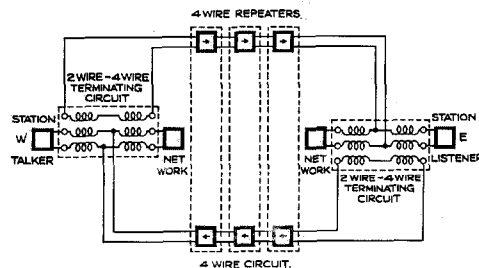 4 WIRE REPEATERS.
2 WIRE-4 WIRE
TERMINATING
CIRCUIT
STATION
W
TALKER
NET
WORK
NET
WORK
STATION
E
LISTENER
2 WIRE-4 WIRE
TERMINATING
CIRCUIT
4 WIRE CIRCUIT.